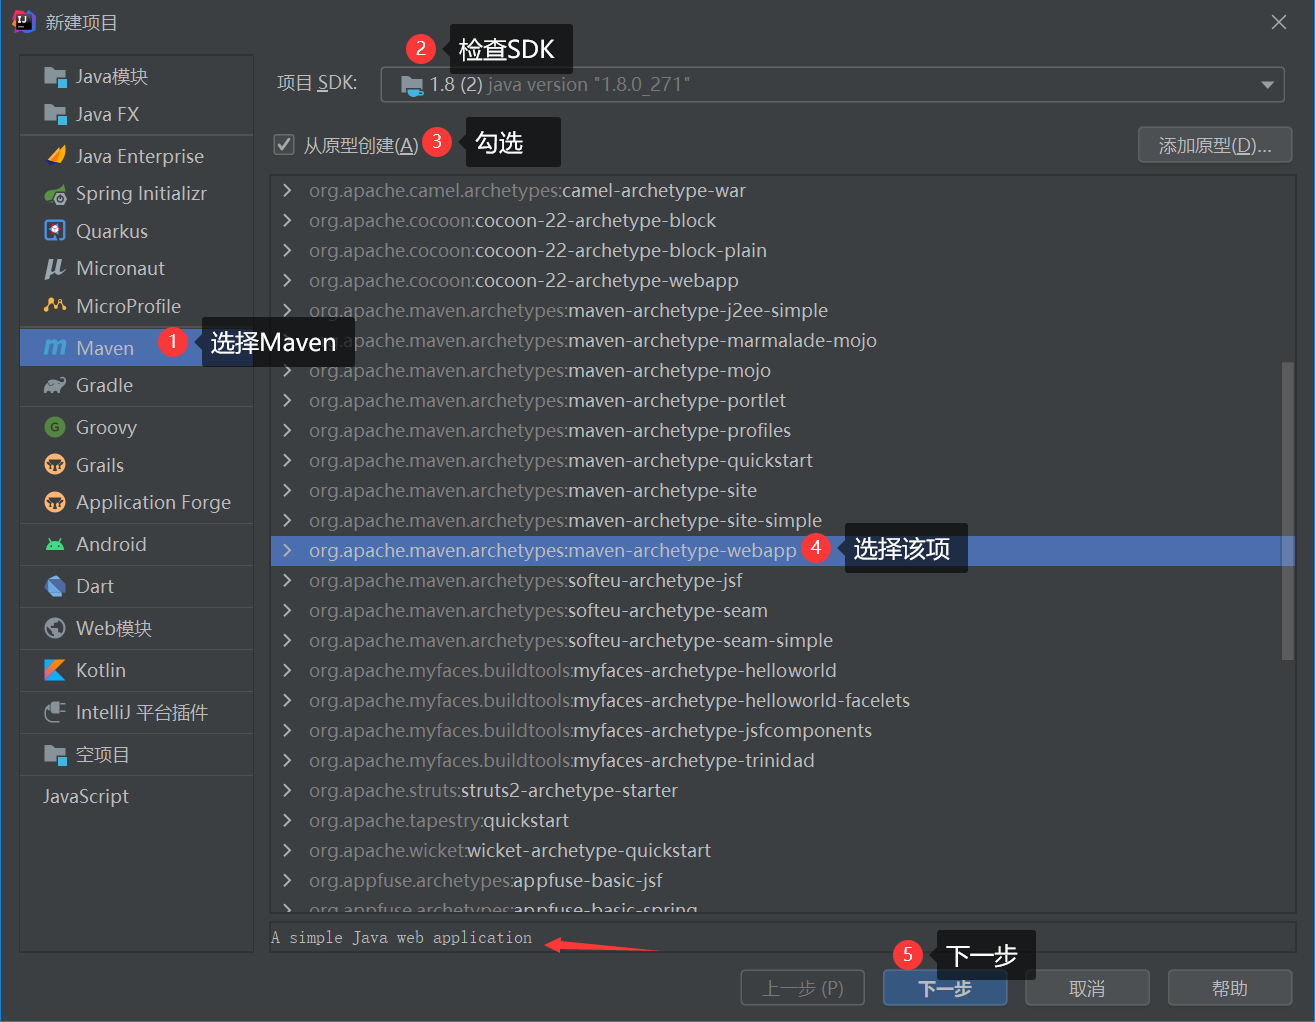 新建项目
2 检查SDK
项目 SDK: 1.8 (2) java version "1.8.0_271"
从原型创建(A) 3 勾选
添加原型(D)...
Java模块
Java FX
Java Enterprise
Spring Initializr
Quarkus
Micronaut
MicroProfile
Maven 1 选择Maven
Gradle
Groovy
Grails
Application Forge
Android
Dart
Web模块
Kotlin
IntelliJ 平台插件
空项目
JavaScript
org.apache.camel.archetypes:camel-archetype-war
org.apache.cocoon:cocoon-22-archetype-block
org.apache.cocoon:cocoon-22-archetype-block-plain
org.apache.cocoon:cocoon-22-archetype-webapp
org.apache.maven.archetypes:maven-archetype-j2ee-simple
org.apache.maven.archetypes:maven-archetype-marmalade-mojo
org.apache.maven.archetypes:maven-archetype-mojo
org.apache.maven.archetypes:maven-archetype-portlet
org.apache.maven.archetypes:maven-archetype-profiles
org.apache.maven.archetypes:maven-archetype-quickstart
org.apache.maven.archetypes:maven-archetype-site
org.apache.maven.archetypes:maven-archetype-site-simple
org.apache.maven.archetypes:maven-archetype-webapp 4 选择该项
org.apache.maven.archetypes:softeu-archetype-jsf
org.apache.maven.archetypes:softeu-archetype-seam
org.apache.maven.archetypes:softeu-archetype-seam-simple
org.apache.myfaces.buildtools:myfaces-archetype-helloworld
org.apache.myfaces.buildtools:myfaces-archetype-helloworld-facelets
org.apache.myfaces.buildtools:myfaces-archetype-jsfcomponents
org.apache.myfaces.buildtools:myfaces-archetype-trinidad
org.apache.struts:struts2-archetype-starter
org.apache.tapestry:quickstart
org.apache.wicket:wicket-archetype-quickstart
org.appfuse.archetypes:appfuse-basic-jsf
org.appfuse.archetypes:appfuse-basic-spring
A simple Java web application
5 下一步
上一步 (P)
下一步
取消
帮助